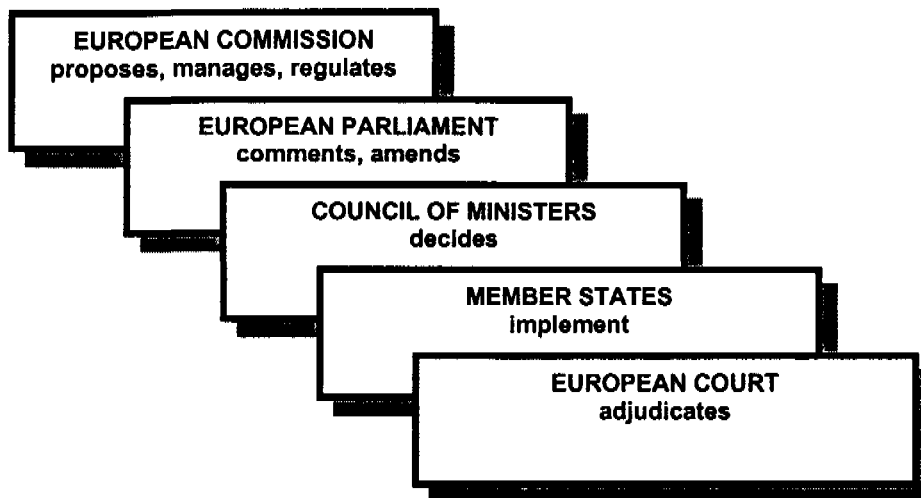 EUROPEAN COMMISSION
proposes, manages, regulates
EUROPEAN PARLIAMENT
comments, amends
COUNCIL OF MINISTERS
decides
MEMBER STATES
implement
EUROPEAN COURT
adjudicates